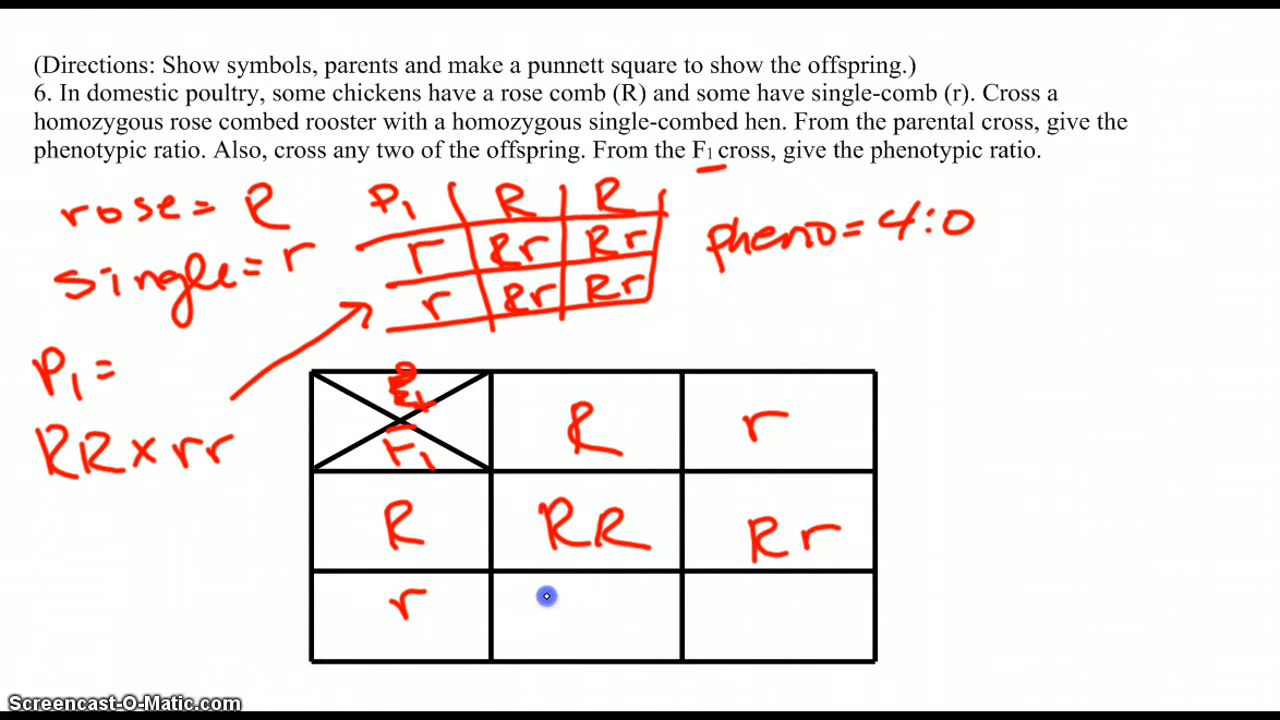 (Directions: Show symbols, parents and make a punnett square to show the offspring.)
6. In domestic poultry, some chickens have a rose comb (R) and some have single-comb (r). Cross a
homozygous rose combed rooster with a homozygous single-combed hen. From the parental cross, give the
phenotypic ratio. Also, cross any two of the offspring. From the F1 cross, give the phenotypic ratio.
rose = R
single = r
P1 R R
r Rr Rr
r Rr Rr
pheno = 4:0
P1 =
RR x rr
F1 R r
R RR Rr
r
Screencast-O-Matic.com